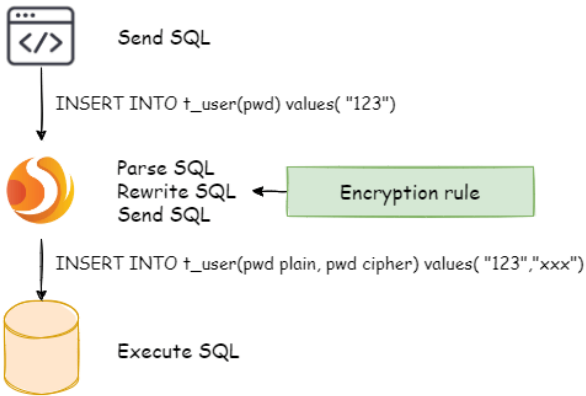 </>
Send SQL
INSERT INTO t_user(pwd) values( "123")
Parse SQL
Rewrite SQL
Send SQL
Encryption rule
INSERT INTO t_user(pwd plain, pwd cipher) values( "123","xxx")
Execute SQL